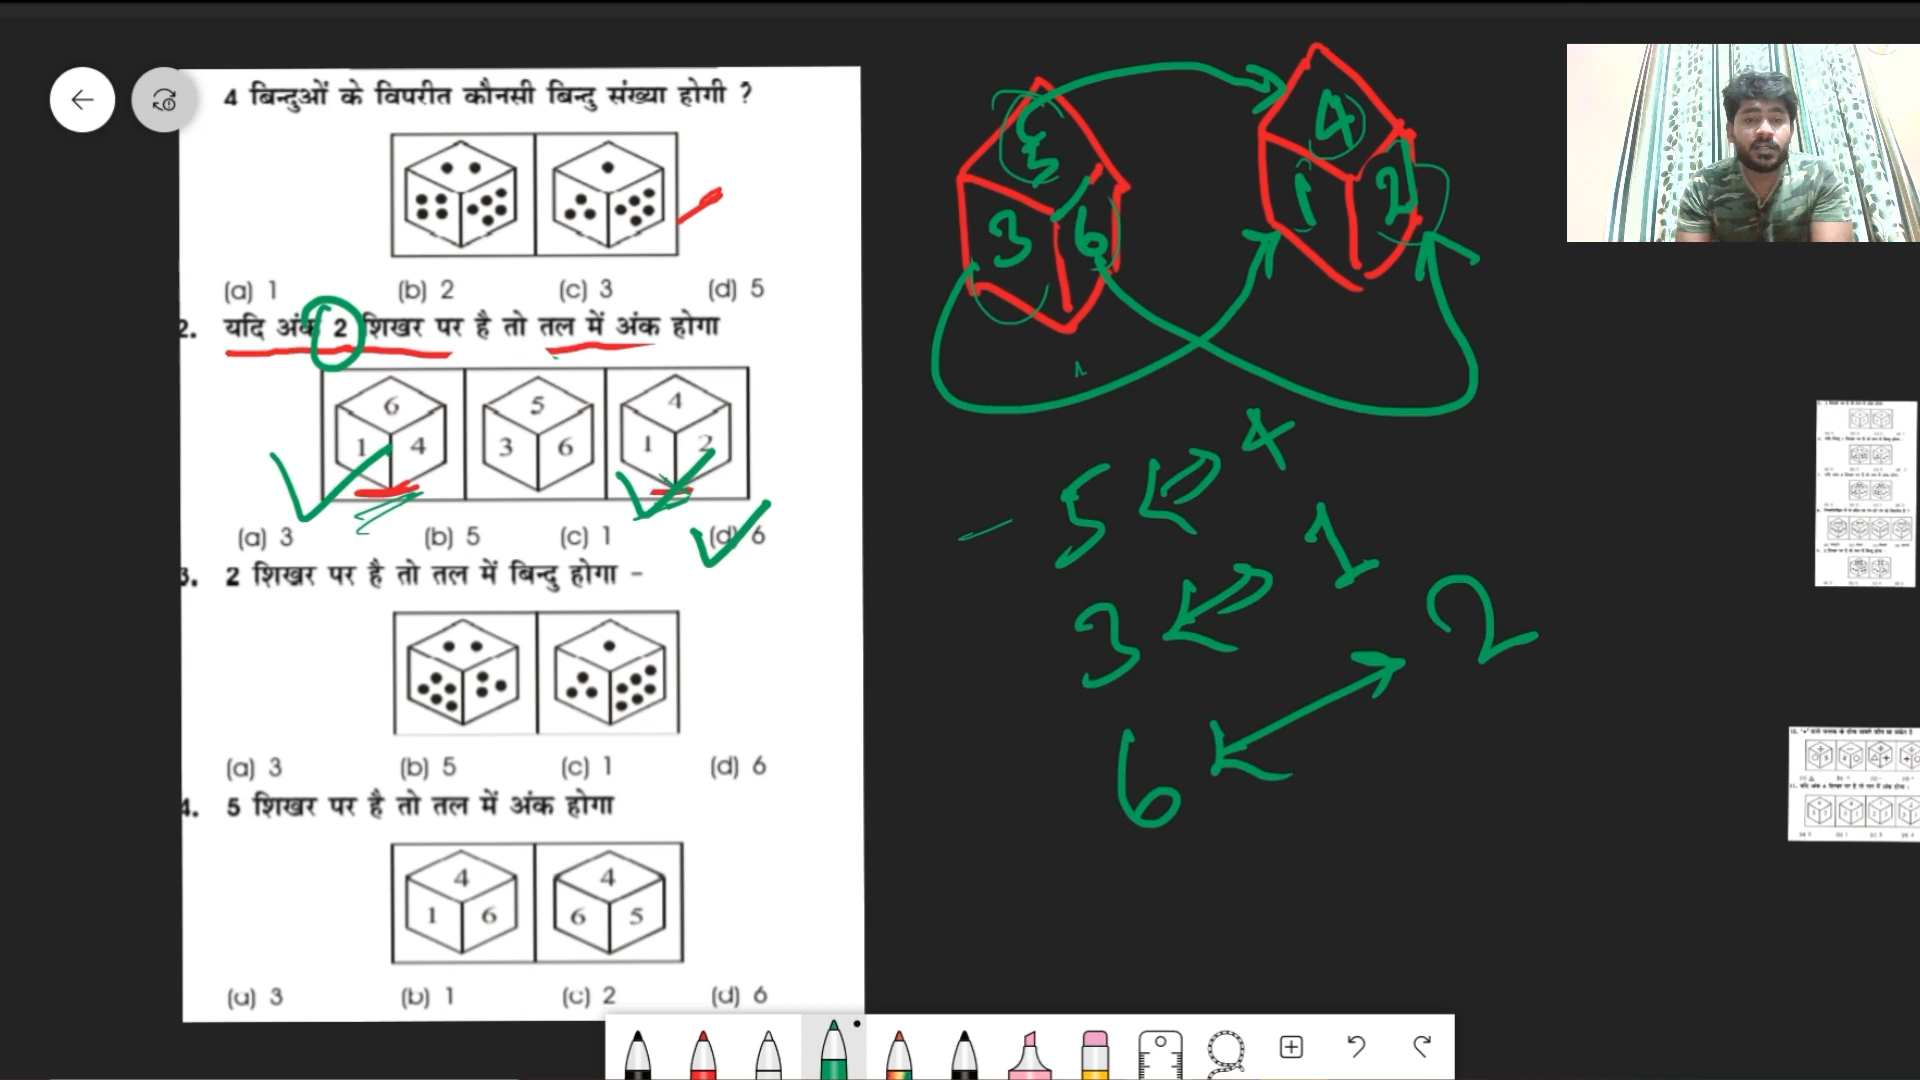 4 बिन्दुओं के विपरीत कौनसी बिन्दु संख्या होगी ?
(a) 1 (b) 2 (c) 3 (d) 5
2. यदि अंक 2 शिखर पर है तो तल में अंक होगा
6 5 4
1 4 3 6 1 2
(a) 3 (b) 5 (c) 1 (d) 6
3. 2 शिखर पर है तो तल में बिन्दु होगा -
(a) 3 (b) 5 (c) 1 (d) 6
4. 5 शिखर पर है तो तल में अंक होगा
4 4
1 6 6 5
(a) 3 (b) 1 (c) 2 (d) 6
5 4
3 6 1 2
5 4
3 1
6 2